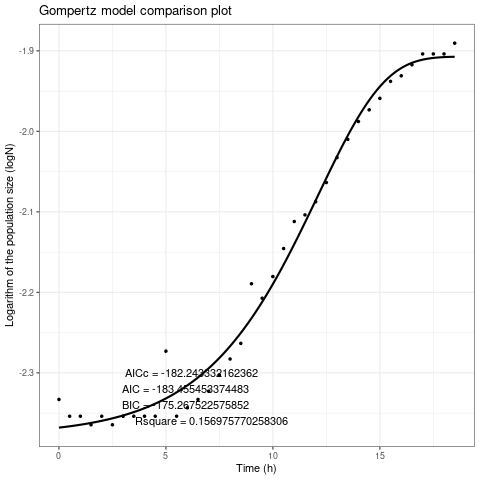 Gompertz model comparison plot
Logarithm of the population size (logN)
-1.9
-2.0
-2.1
-2.2
-2.3
AICc = -182.243332162362
AIC = -183.455453374483
BIC = -175.267522575852
Rsquare = 0.156975770258306
0 5 10 15
Time (h)